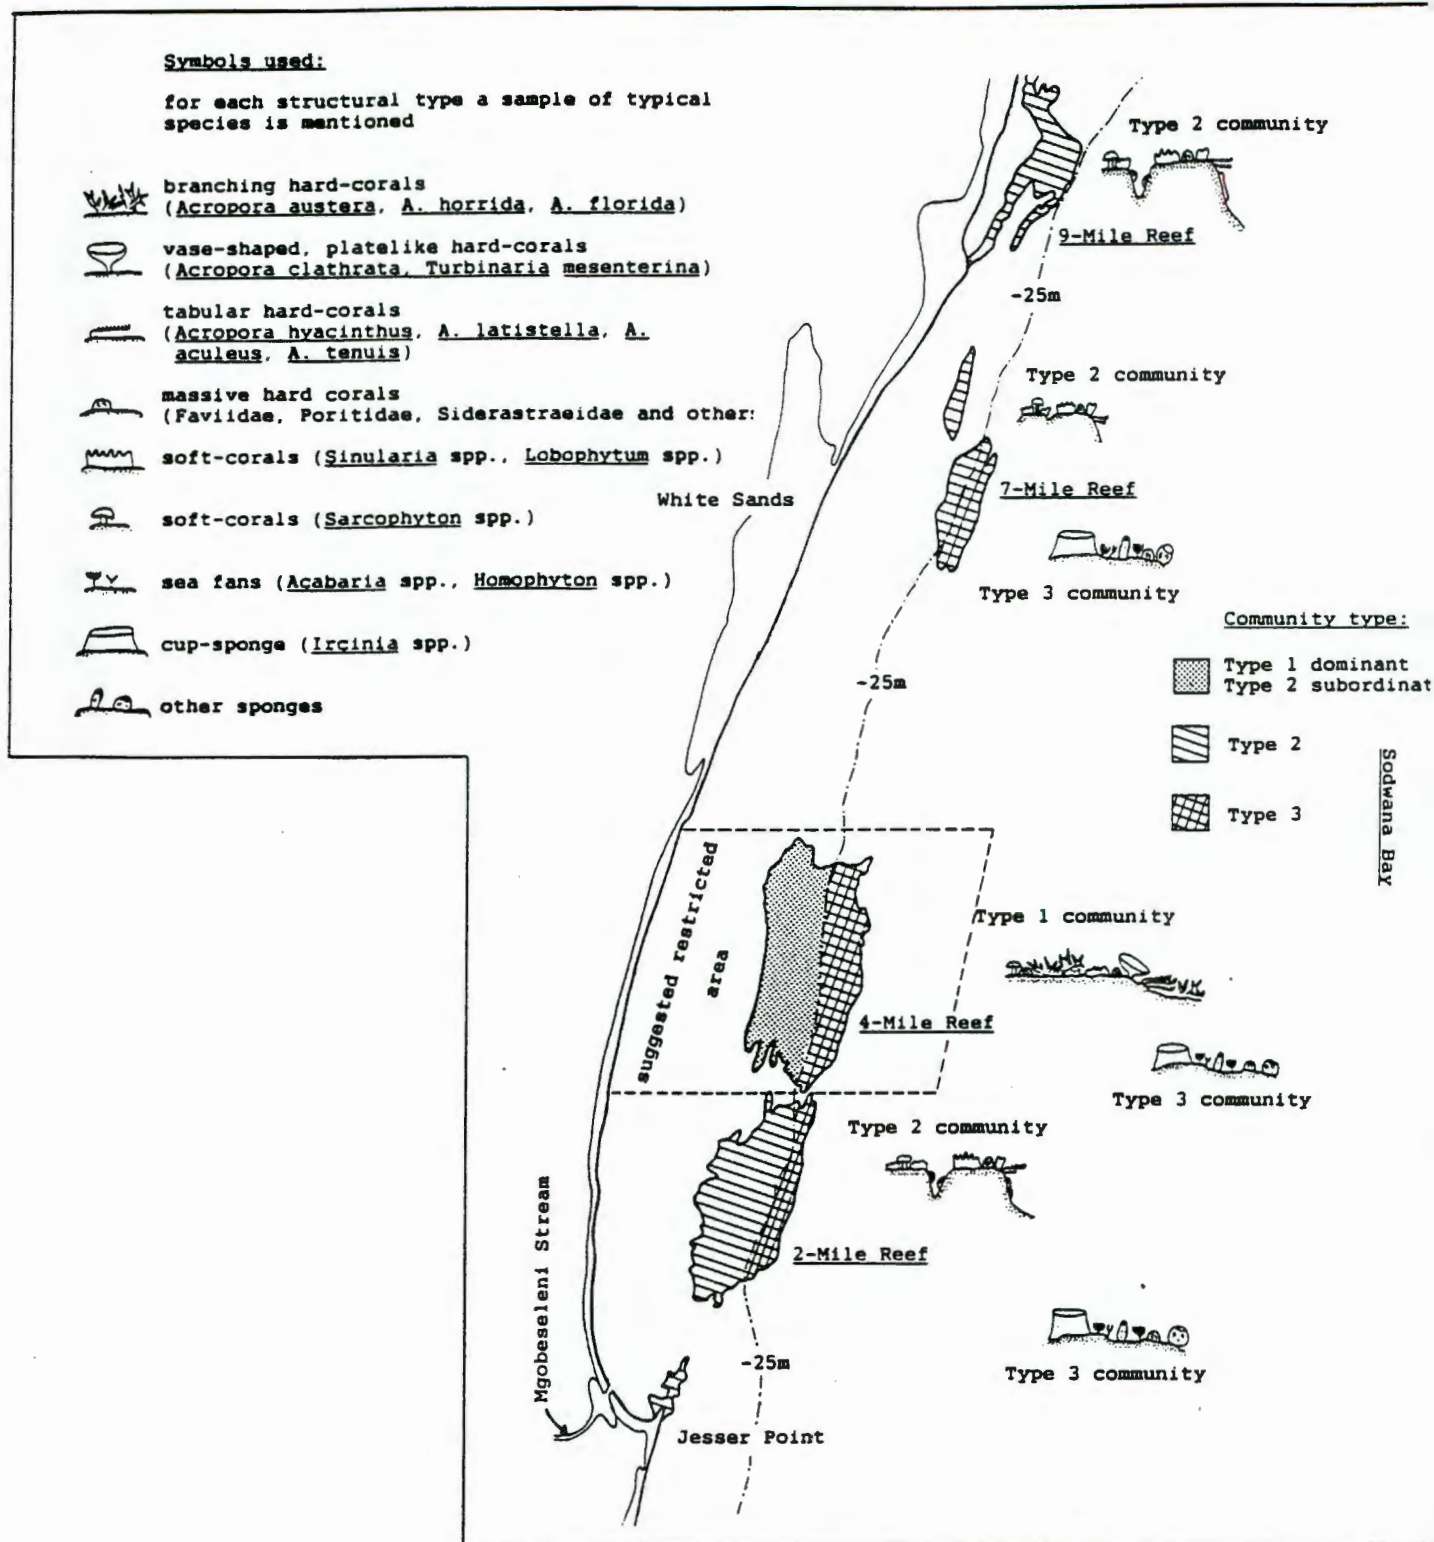 Symbols used:
for each structural type a sample of typical
species is mentioned
branching hard-corals
(Acropora austera, A. horrida, A. florida)
vase-shaped, platelike hard-corals
(Acropora clathrata, Turbinaria mesenterina)
tabular hard-corals
(Acropora hyacinthus, A. latistella, A.
aculeus, A. tenuis)
massive hard corals
(Faviidae, Poritidae, Siderastraeidae and other:
soft-corals (Sinularia spp., Lobophytum spp.)
soft-corals (Sarcophyton spp.)
sea fans (Acabaria spp., Homophyton spp.)
cup-sponge (Ircinia spp.)
other sponges
Type 2 community
9-Mile Reef
-25m
Type 2 community
7-Mile Reef
White Sands
Type 3 community
Community type:
Type 1 dominant
Type 2 subordinat
Type 2
Type 3
Sodwana Bay
-25m
suggested restricted
area
Type 1 community
4-Mile Reef
Type 3 community
Type 2 community
2-Mile Reef
Mgobeseleni Stream
-25m
Type 3 community
Jesser Point